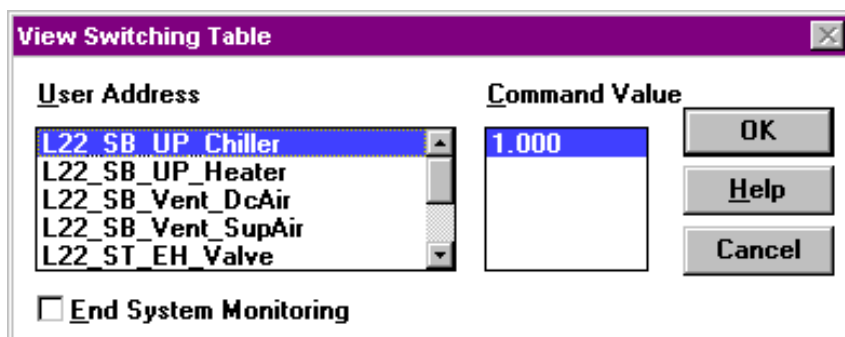 View Switching Table
User Address
Command Value
L22_SB_UP_Chiller
L22_SB_UP_Heater
L22_SB_Vent_DcAir
L22_SB_Vent_SupAir
L22_ST_EH_Valve
1.000
OK
Help
Cancel
End System Monitoring